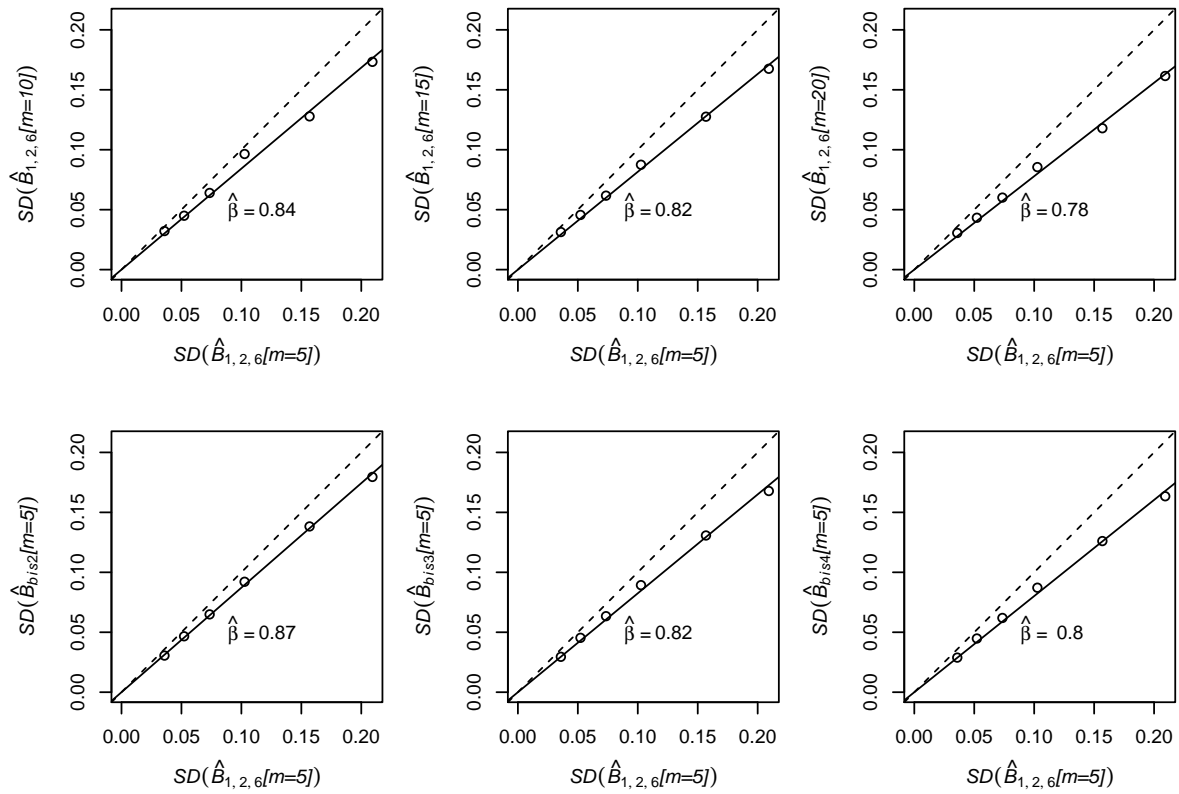 0.00 0.05 0.10 0.15 0.20
SD(B̂1, 2, 6[m=10])
β̂ = 0.84
0.00 0.05 0.10 0.15 0.20
SD(B̂1, 2, 6[m=5])
0.00 0.05 0.10 0.15 0.20
SD(B̂1, 2, 6[m=15])
β̂ = 0.82
0.00 0.05 0.10 0.15 0.20
SD(B̂1, 2, 6[m=5])
0.00 0.05 0.10 0.15 0.20
SD(B̂1, 2, 6[m=20])
β̂ = 0.78
0.00 0.05 0.10 0.15 0.20
SD(B̂1, 2, 6[m=5])
0.00 0.05 0.10 0.15 0.20
SD(B̂bis2[m=5])
β̂ = 0.87
0.00 0.05 0.10 0.15 0.20
SD(B̂1, 2, 6[m=5])
0.00 0.05 0.10 0.15 0.20
SD(B̂bis3[m=5])
β̂ = 0.82
0.00 0.05 0.10 0.15 0.20
SD(B̂1, 2, 6[m=5])
0.00 0.05 0.10 0.15 0.20
SD(B̂bis4[m=5])
β̂ = 0.8
0.00 0.05 0.10 0.15 0.20
SD(B̂1, 2, 6[m=5])